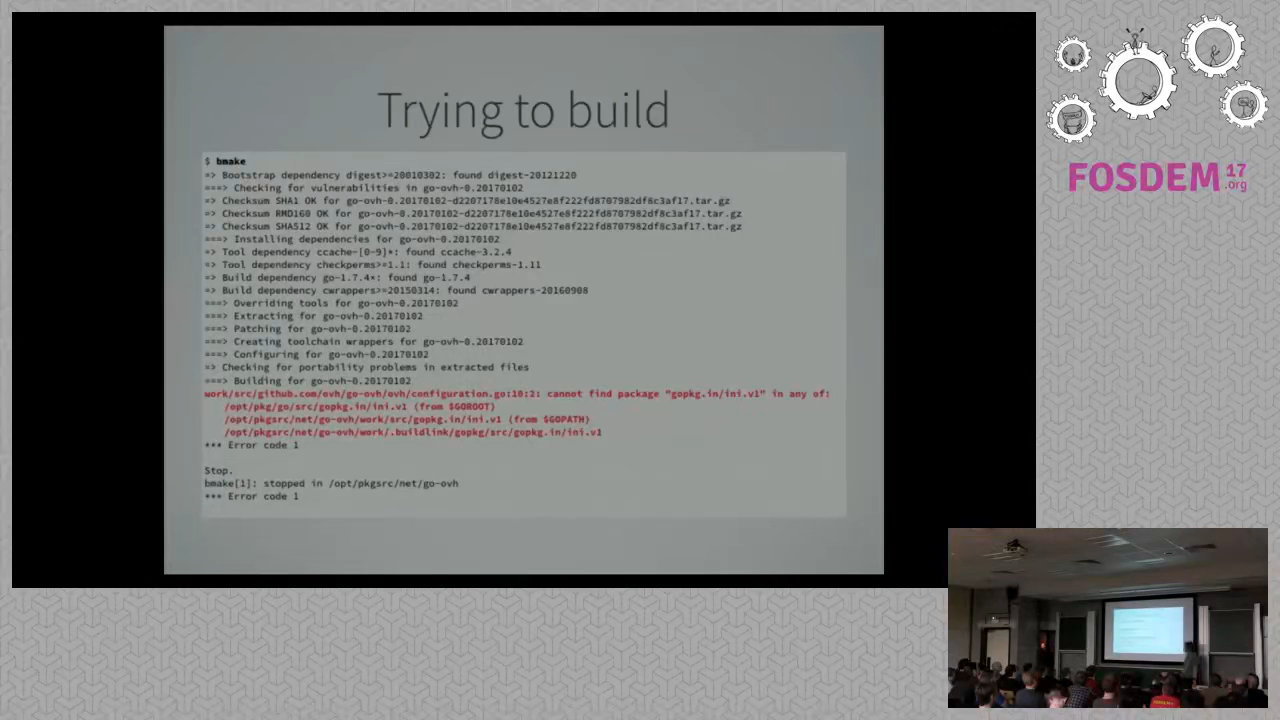 Trying to build
$ bmake
=> Bootstrap dependency digest>=20010302: found digest-20121220
===> Checking for vulnerabilities in go-ovh-0.20170102
=> Checksum SHA1 OK for go-ovh-0.20170102-d2207178e10e4527e8f222fd8707982df8c3af17.tar.gz
=> Checksum RMD160 OK for go-ovh-0.20170102-d2207178e10e4527e8f222fd8707982df8c3af17.tar.gz
=> Checksum SHA512 OK for go-ovh-0.20170102-d2207178e10e4527e8f222fd8707982df8c3af17.tar.gz
===> Installing dependencies for go-ovh-0.20170102
=> Tool dependency ccache-[0-9]*: found ccache-3.2.4
=> Tool dependency checkperms>=1.1: found checkperms-1.11
=> Build dependency go-1.7.4*: found go-1.7.4
=> Build dependency cwrappers>=20150314: found cwrappers-20160908
===> Overriding tools for go-ovh-0.20170102
===> Extracting for go-ovh-0.20170102
===> Patching for go-ovh-0.20170102
===> Creating toolchain wrappers for go-ovh-0.20170102
===> Configuring for go-ovh-0.20170102
=> Checking for portability problems in extracted files
===> Building for go-ovh-0.20170102
work/src/github.com/ovh/go-ovh/ovh/configuration.go:10:2: cannot find package "gopkg.in/ini.v1" in any of:
/opt/pkg/go/src/gopkg.in/ini.v1 (from $GOROOT)
/opt/pkgsrc/net/go-ovh/work/src/gopkg.in/ini.v1 (from $GOPATH)
/opt/pkgsrc/net/go-ovh/work/.buildlink/gopkg/src/gopkg.in/ini.v1
*** Error code 1
Stop.
bmake[1]: stopped in /opt/pkgsrc/net/go-ovh
*** Error code 1
FOSDEM 17
.org